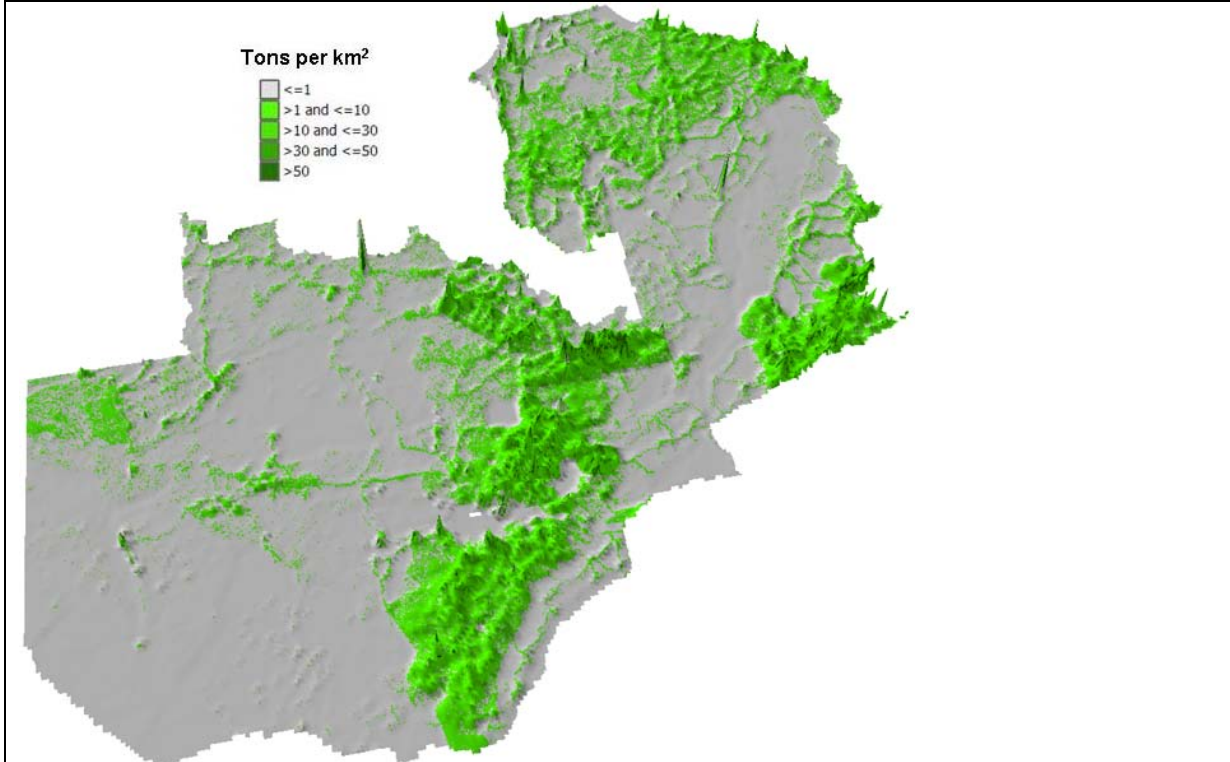 Tons per km²
<=1
>1 and <=10
>10 and <=30
>30 and <=50
>50